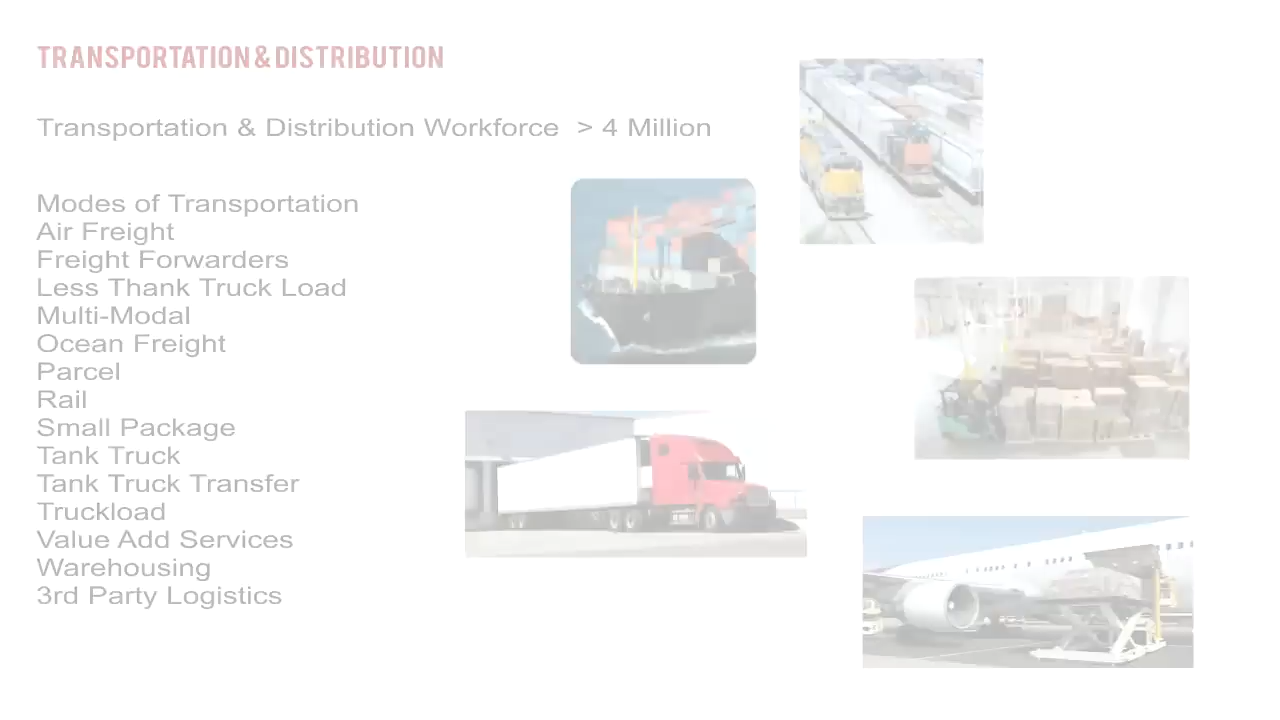 TRANSPORTATION & DISTRIBUTION
Transportation & Distribution Workforce > 4 Million
Modes of Transportation
Air Freight
Freight Forwarders
Less Thank Truck Load
Multi-Modal
Ocean Freight
Parcel
Rail
Small Package
Tank Truck
Tank Truck Transfer
Truckload
Value Add Services
Warehousing
3rd Party Logistics